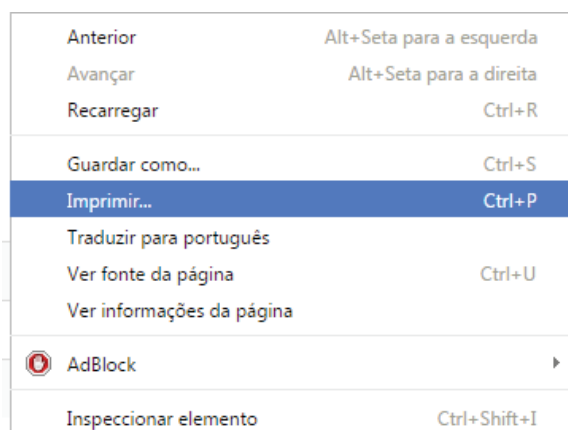 Anterior Alt+Seta para a esquerda
Avançar Alt+Seta para a direita
Recarregar Ctrl+R
Guardar como... Ctrl+S
Imprimir... Ctrl+P
Traduzir para português
Ver fonte da página Ctrl+U
Ver informações da página
AdBlock
Inspeccionar elemento Ctrl+Shift+I